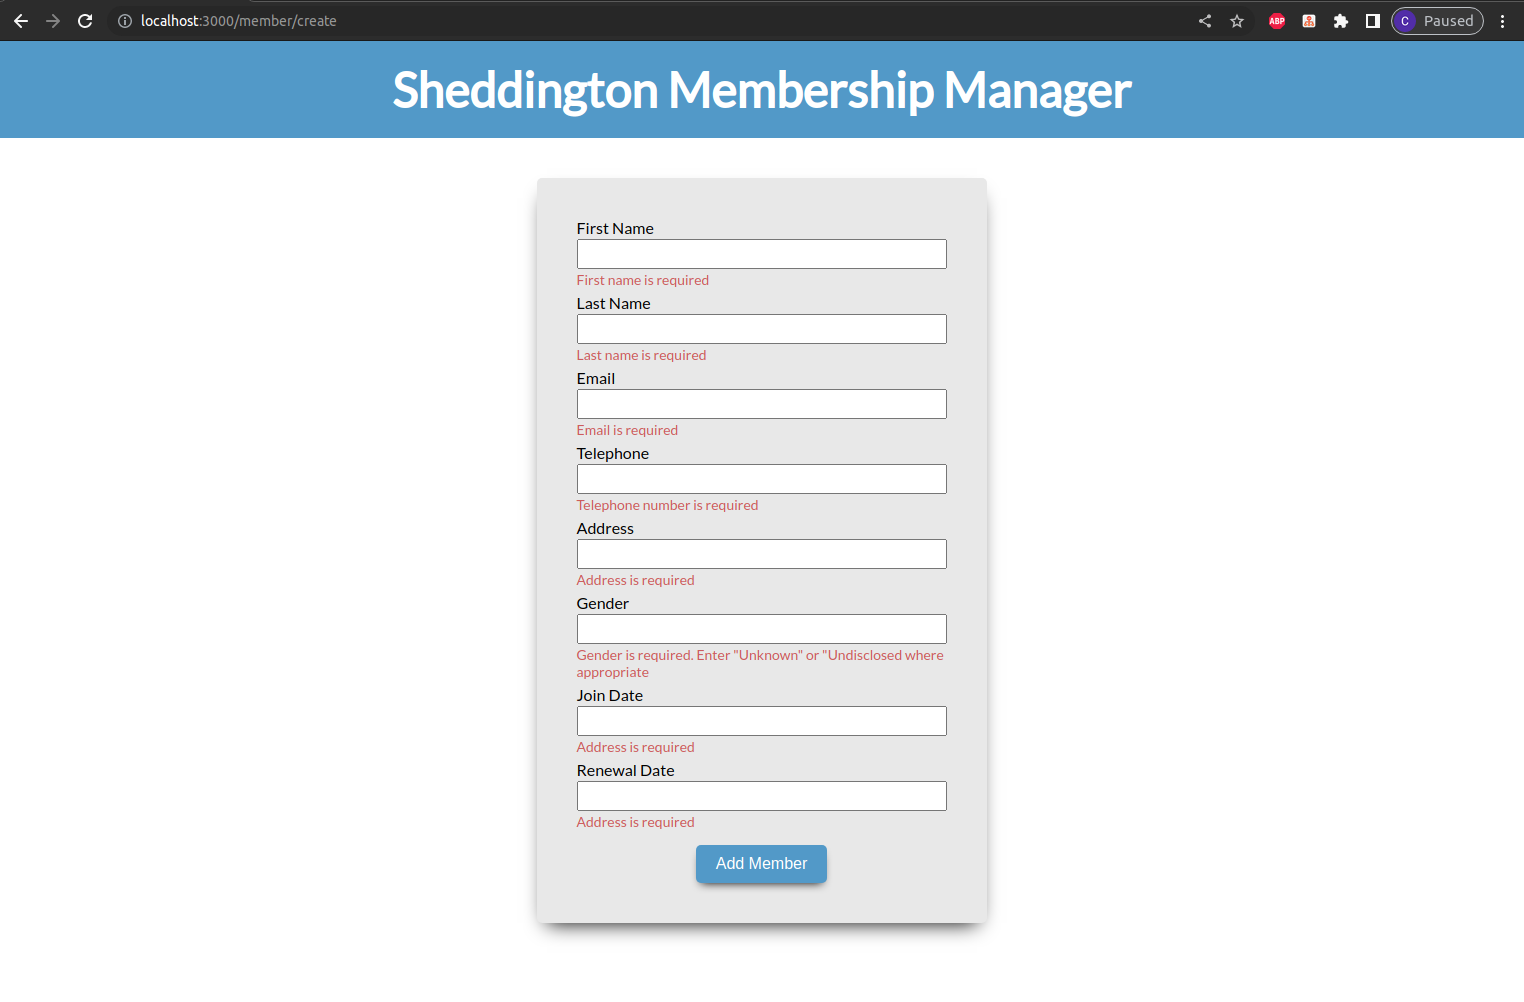 localhost:3000/member/create
ABP
C Paused
Sheddington Membership Manager
First Name
First name is required
Last Name
Last name is required
Email
Email is required
Telephone
Telephone number is required
Address
Address is required
Gender
Gender is required. Enter "Unknown" or "Undisclosed where
appropriate
Join Date
Address is required
Renewal Date
Address is required
Add Member